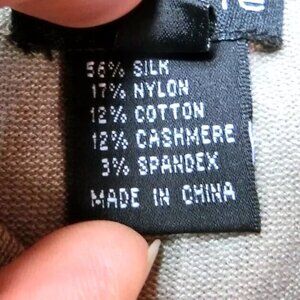 56% SILK
17% NYLON
12% COTTON
12% CASHMERE
3% SPANDEX
MADE IN CHINA